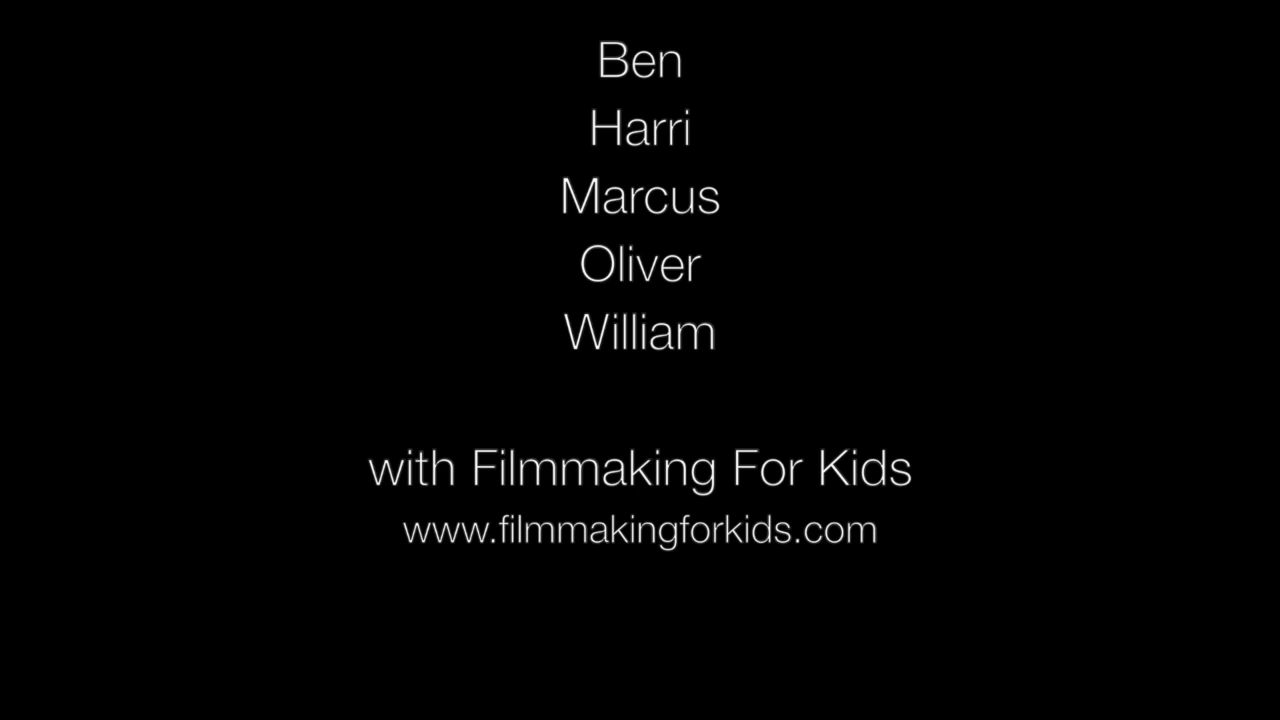 Ben
Harri
Marcus
Oliver
William
with Filmmaking For Kids
www.filmmakingforkids.com